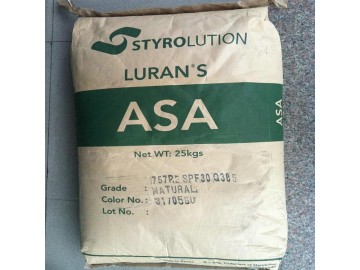 STYROLUTION
LURAN®S
ASA
Net WT: 25kgs
Grade :
Color No. : NATURAL
Lot No. :
ASA